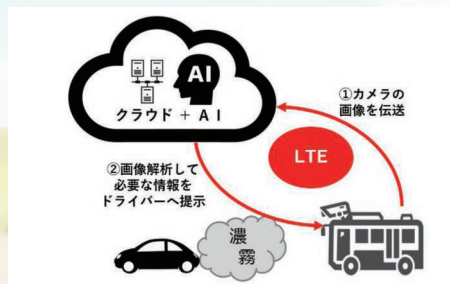 AI
クラウド + AI
①カメラの
画像を伝送
LTE
②画像解析して
必要な情報を
ドライバーへ提示
濃
霧